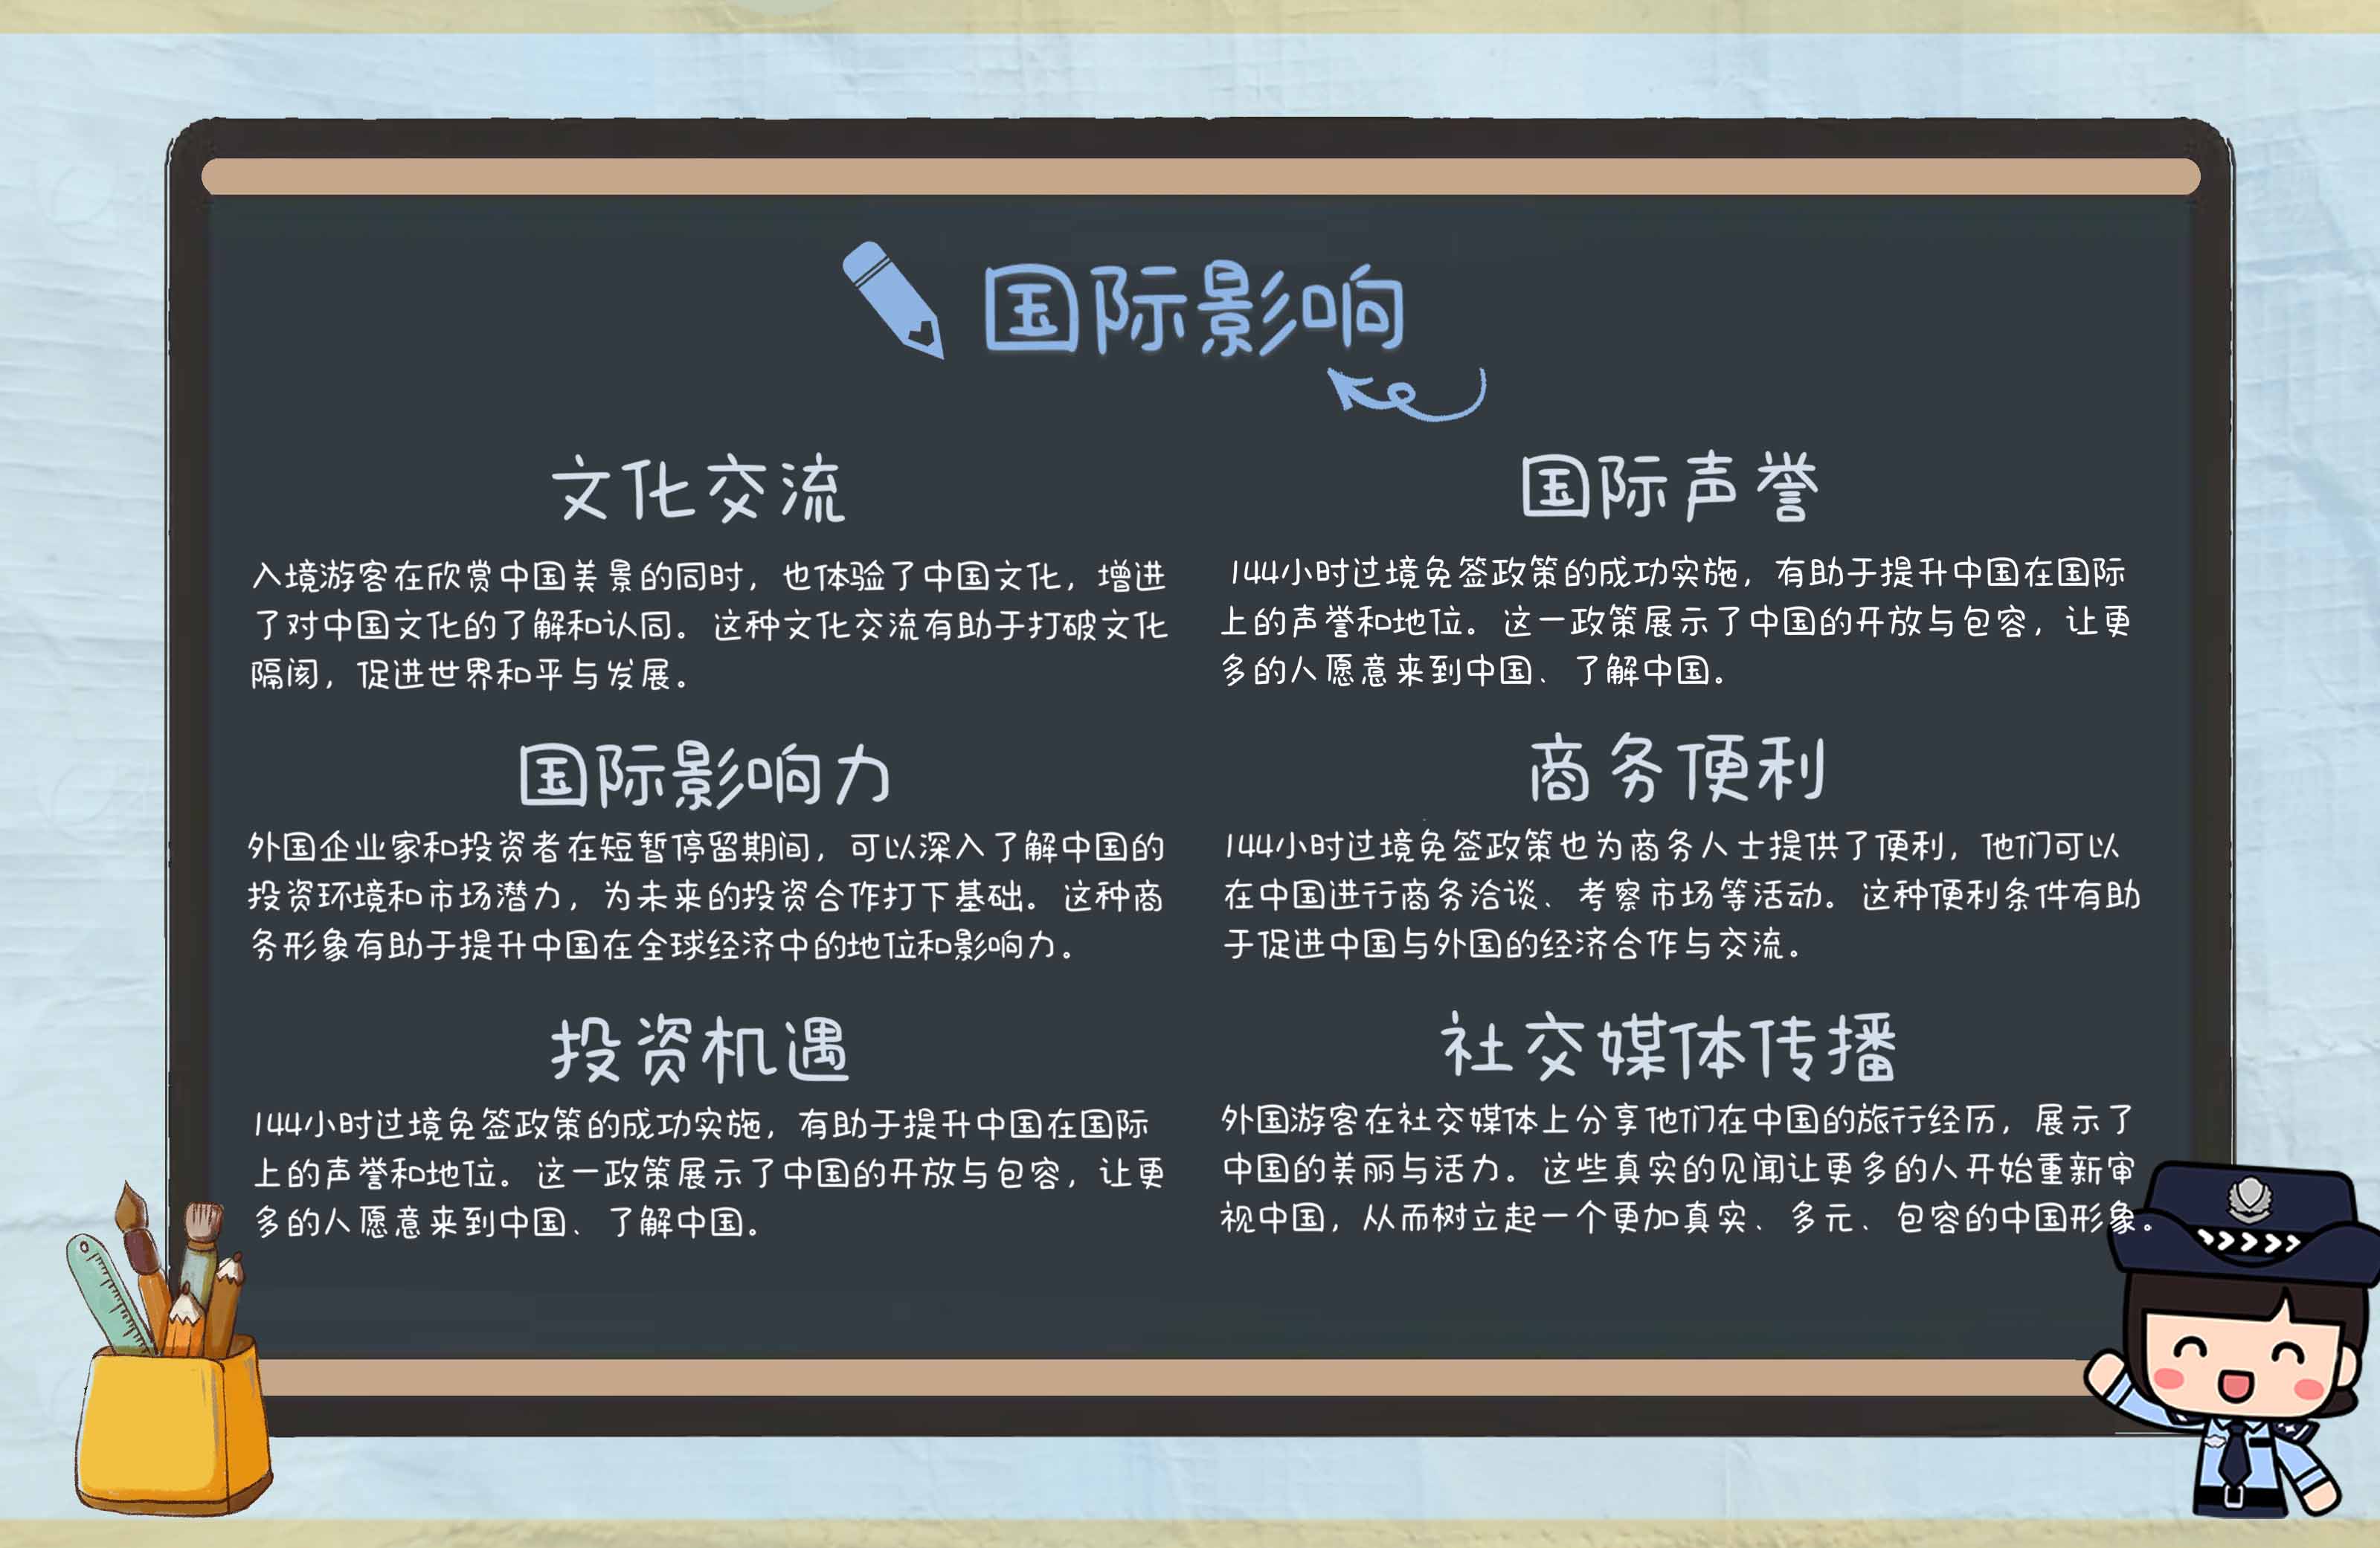 国际影响
文化交流
入境游客在欣赏中国美景的同时，也体验了中国文化，增进
了对中国文化的了解和认同。这种文化交流有助于打破文化
隔阂，促进世界和平与发展。
国际声誉
144小时过境免签政策的成功实施，有助于提升中国在国际
上的声誉和地位。这一政策展示了中国的开放与包容，让更
多的人愿意来到中国、了解中国。
国际影响力
外国企业家和投资者在短暂停留期间，可以深入了解中国的
投资环境和市场潜力，为未来的投资合作打下基础。这种商
务形象有助于提升中国在全球经济中的地位和影响力。
商务便利
144小时过境免签政策也为商务人士提供了便利，他们可以
在中国进行商务洽谈、考察市场等活动。这种便利条件有助
于促进中国与外国的经济合作与交流。
投资机遇
144小时过境免签政策的成功实施，有助于提升中国在国际
上的声誉和地位。这一政策展示了中国的开放与包容，让更
多的人愿意来到中国、了解中国。
社交媒体传播
外国游客在社交媒体上分享他们在中国的旅行经历，展示了
中国的美丽与活力。这些真实的见闻让更多的人开始重新审
视中国，从而树立起一个更加真实、多元、包容的中国形象。